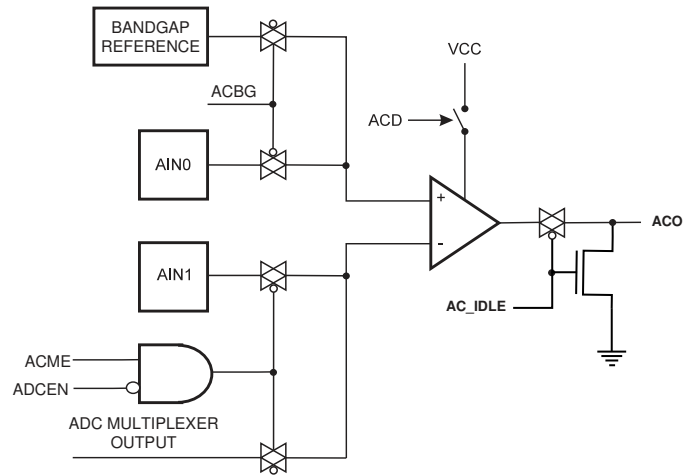 BANDGAP
REFERENCE
VCC
ACBG
ACD
AIN0
+
-
ACO
AIN1
AC_IDLE
ACME
ADCEN
ADC MULTIPLEXER
OUTPUT